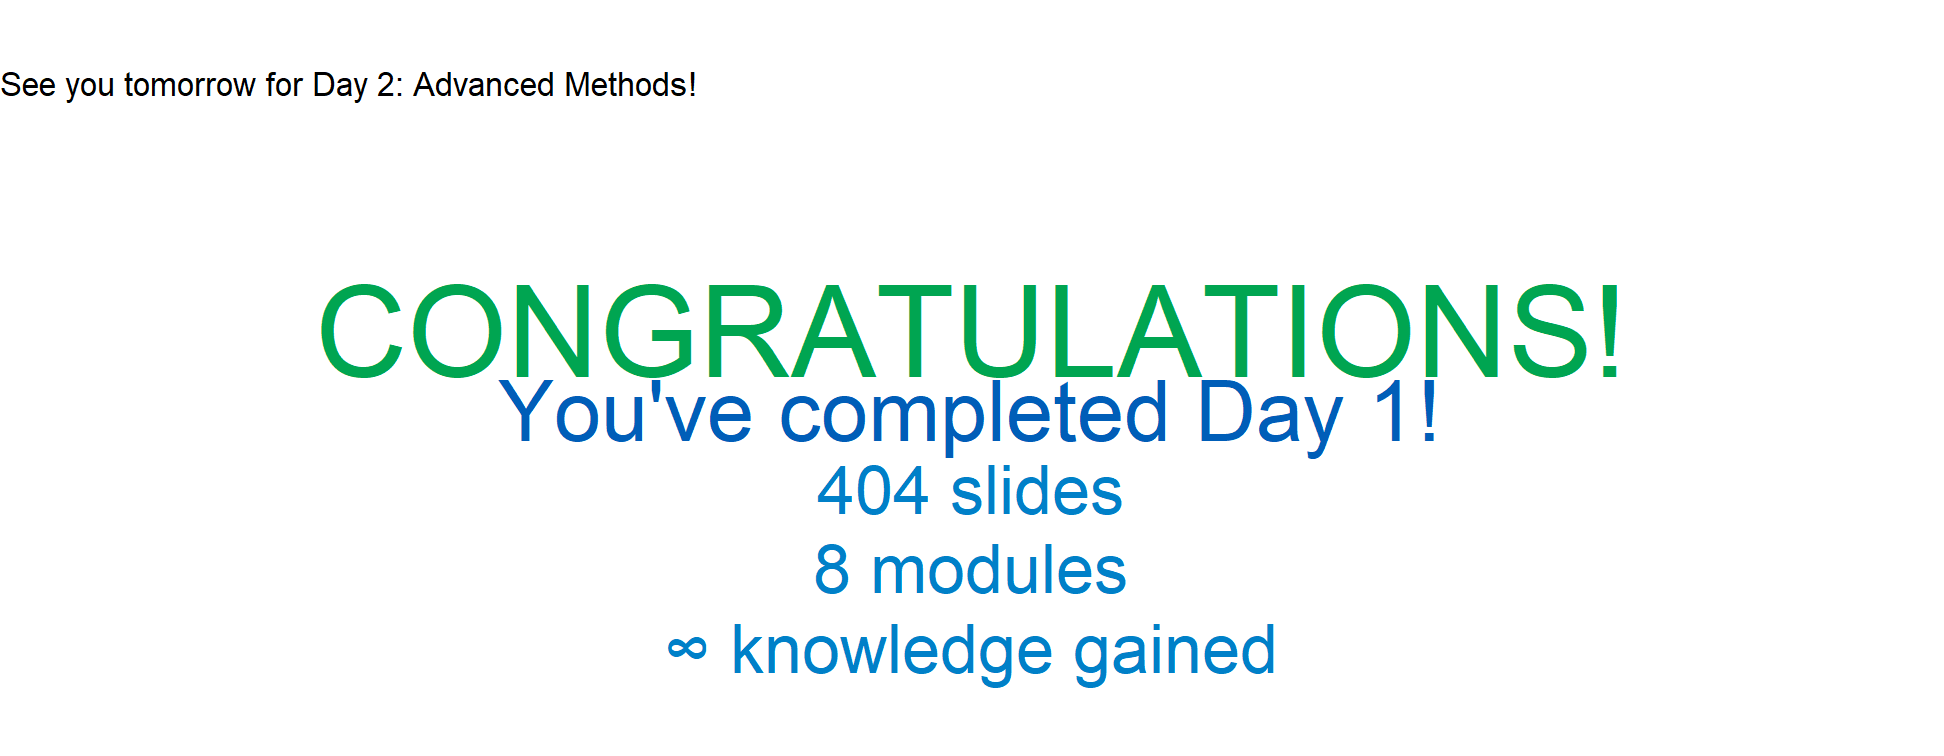 See you tomorrow for Day 2: Advanced Methods!
CONGRATULATIONS!
You've completed Day 1!
404 slides
8 modules
∞ knowledge gained